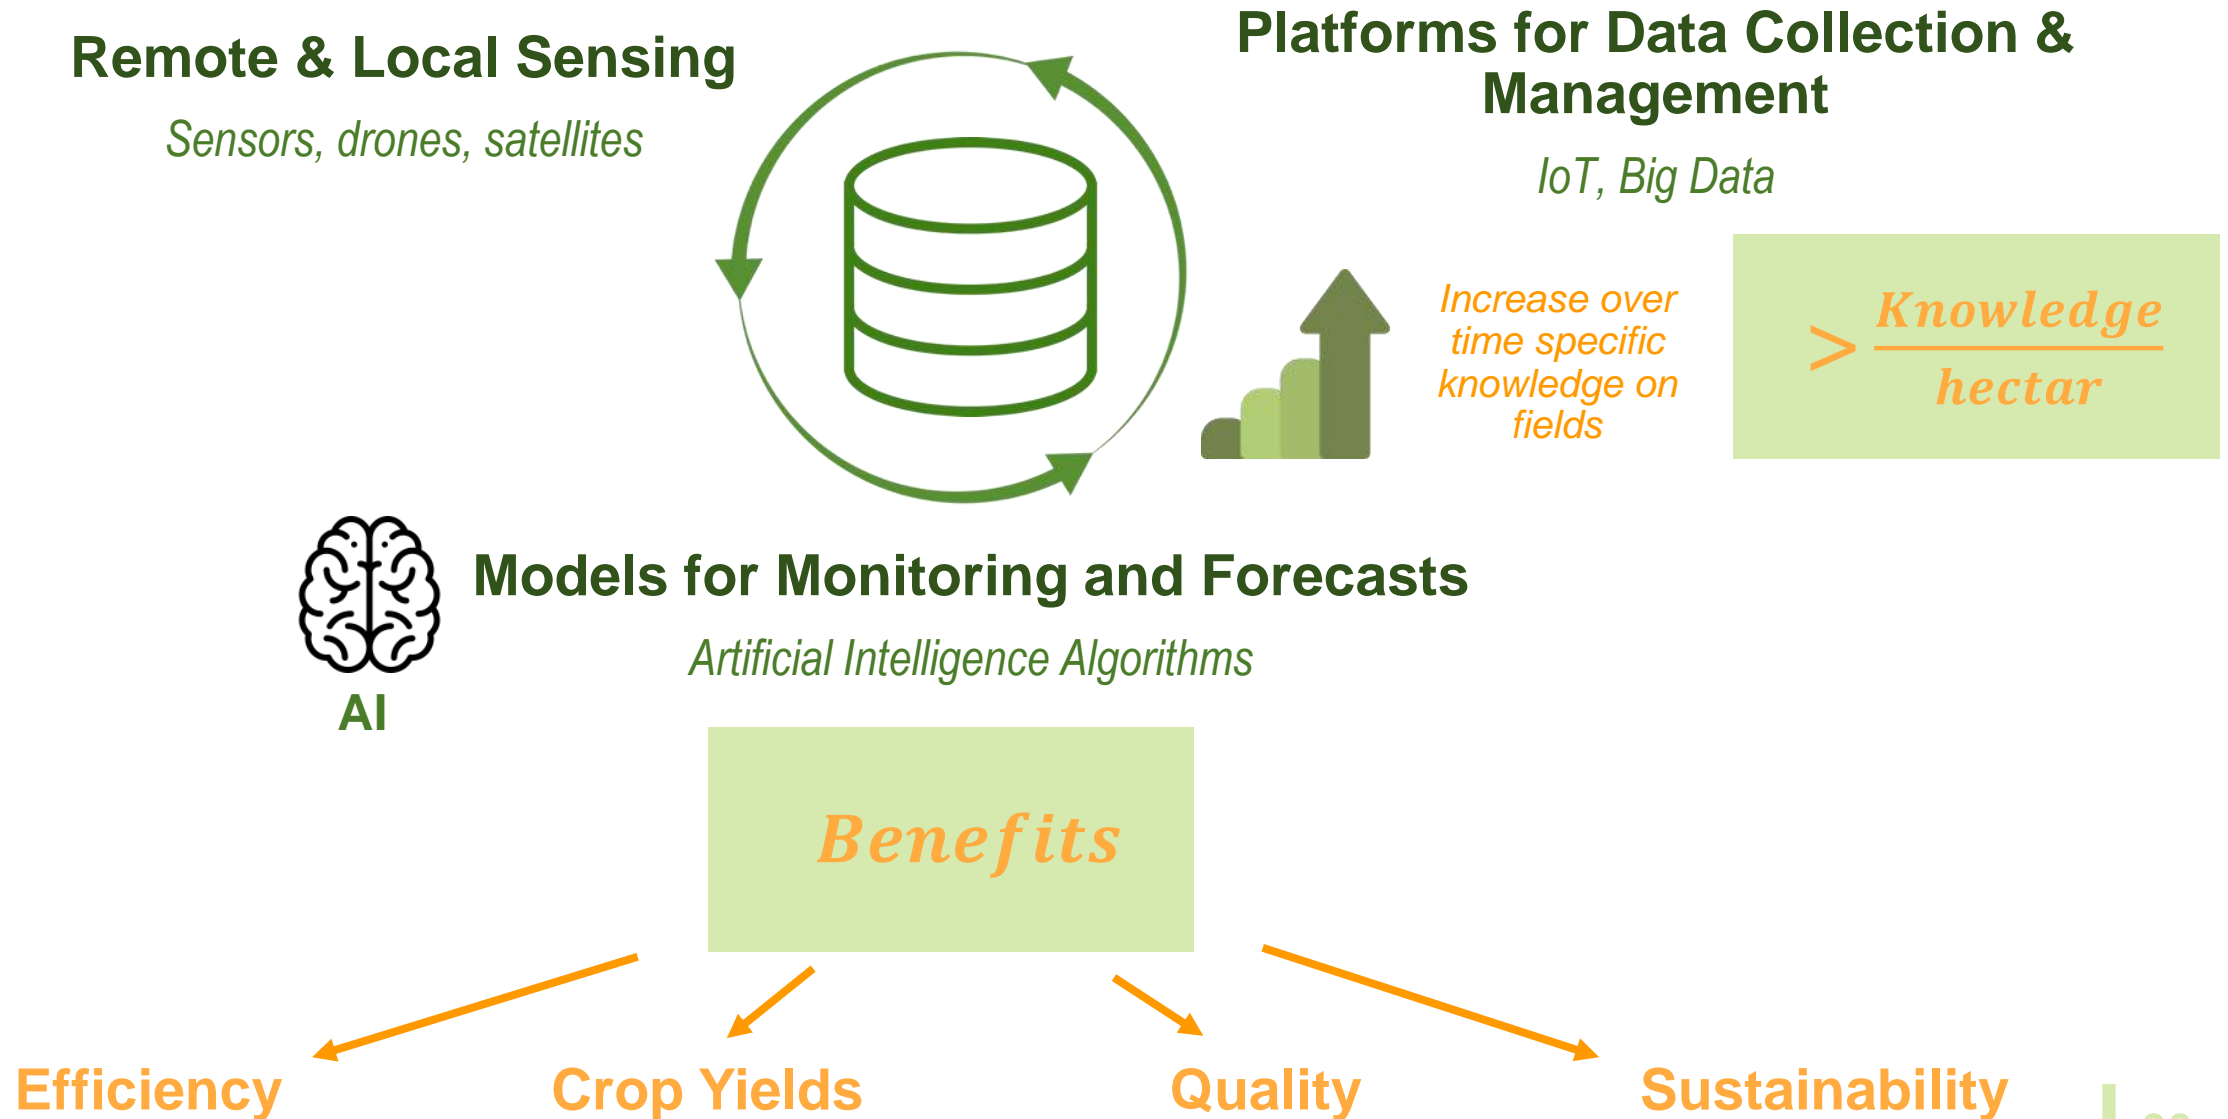 Remote & Local Sensing
Sensors, drones, satellites
Platforms for Data Collection &
Management
IoT, Big Data
Increase over
time specific
knowledge on
fields
> Knowledge
hectar
Models for Monitoring and Forecasts
Artificial Intelligence Algorithms
AI
Benefits
Efficiency
Crop Yields
Quality
Sustainability